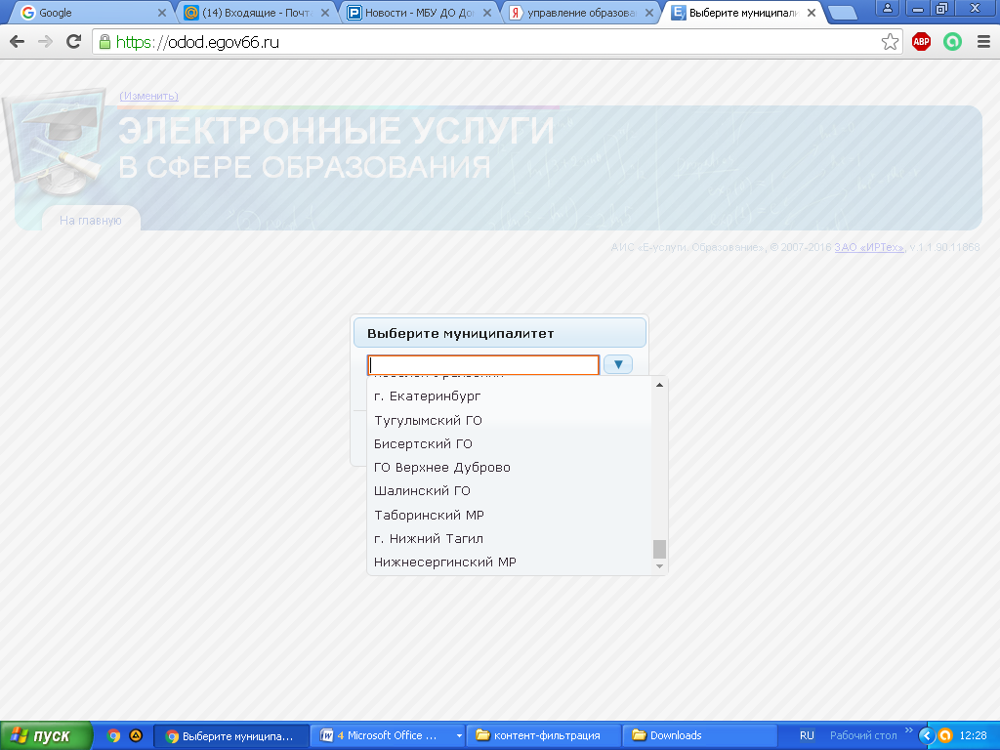 Google
(14) Входящие - Почт
Новости - МБУ ДО До
управление образова
Выберите муниципали
https://odod.egov66.ru
ABP
(Изменить)
ЭЛЕКТРОННЫЕ УСЛУГИ
В СФЕРЕ ОБРАЗОВАНИЯ
На главную
АИС «Е-услуги. Образование», © 2007-2016 ЗАО «ИРТех», v.1.1.90.11868
Выберите муниципалитет
г. Екатеринбург
Тугулымский ГО
Бисертский ГО
ГО Верхнее Дуброво
Шалинский ГО
Таборинский МР
г. Нижний Тагил
Нижнесергинский МР
пуск
Выберите муниципа...
4 Microsoft Office ...
контент-фильтрация
Downloads
RU
Рабочий стол
12:28